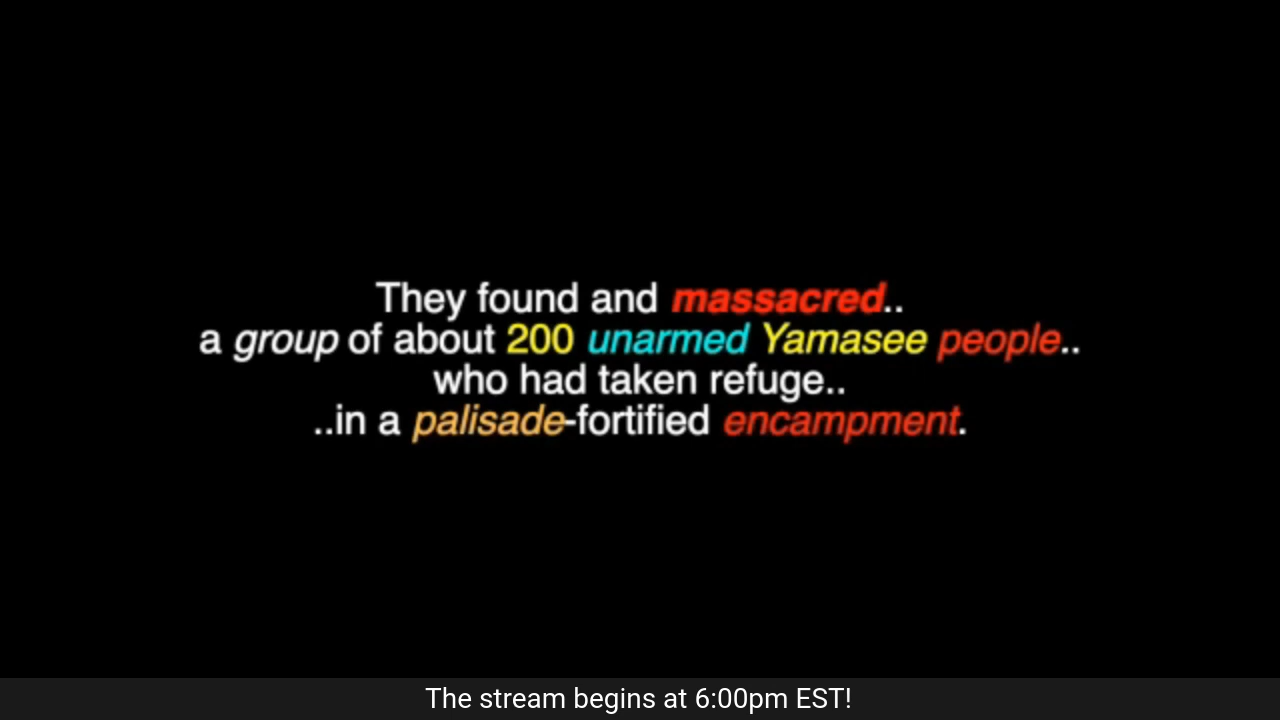 They found and massacred..
a group of about 200 unarmed Yamasee people..
who had taken refuge..
..in a palisade-fortified encampment.
The stream begins at 6:00pm EST!